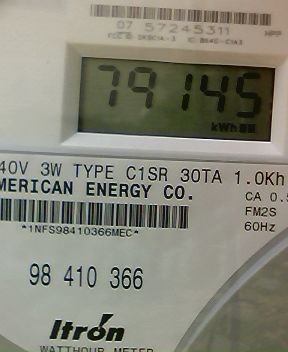 07 57245311
79145
kWh
40V 3W TYPE C1SR 30TA 1.0Kh
MERICAN ENERGY CO.
CA 0.5
FM2S
60Hz
*1NFS98410366MEC*
98 410 366
Itron
WATTHOUR METER